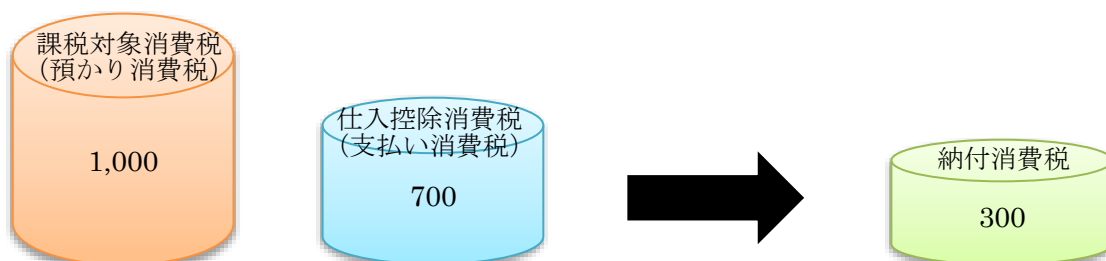 課税対象消費税
(預かり消費税)
1,000
仕入控除消費税
(支払い消費税)
700
納付消費税
300